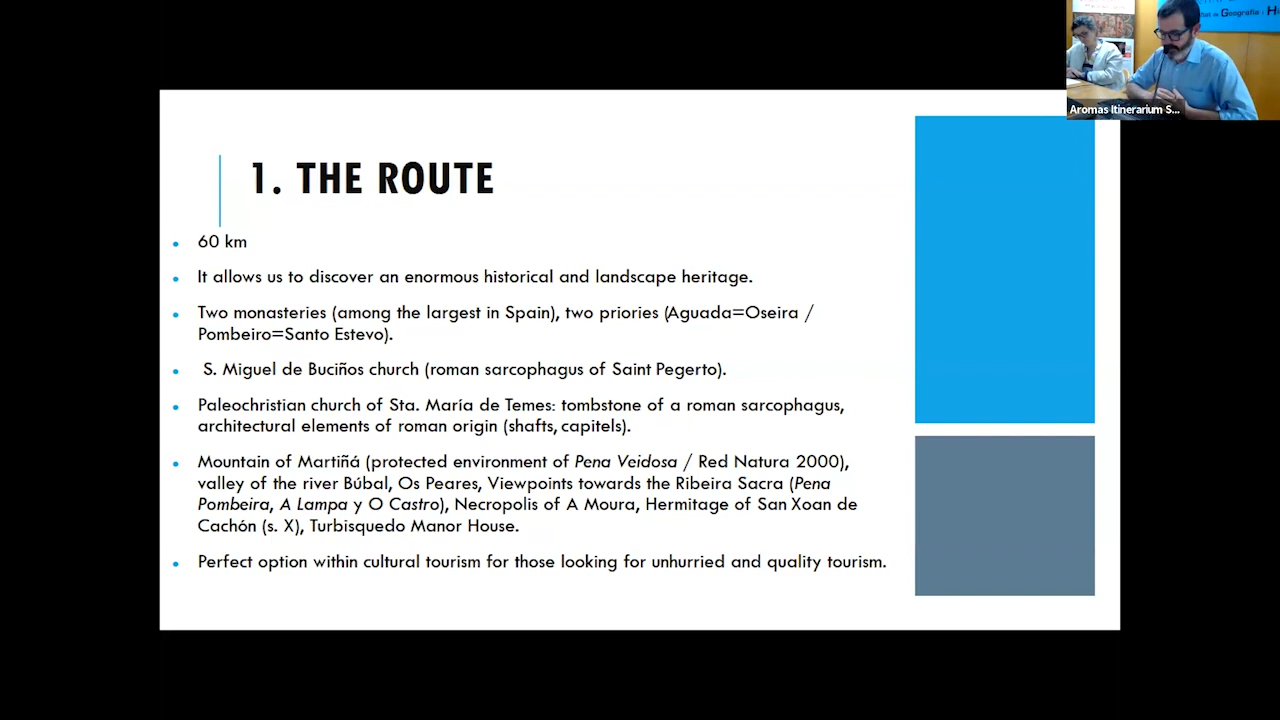 Geografia i H
Aromas Itinerarium S...
1. THE ROUTE
• 60 km
• It allows us to discover an enormous historical and landscape heritage.
• Two monasteries (among the largest in Spain), two priories (Aguada=Oseira /
Pombeiro=Santo Estevo).
• S. Miguel de Buciños church (roman sarcophagus of Saint Pegerto).
• Paleochristian church of Sta. María de Temes: tombstone of a roman sarcophagus,
architectural elements of roman origin (shafts, capitels).
• Mountain of Martiñá (protected environment of Pena Veidosa / Red Natura 2000),
valley of the river Búbal, Os Peares, Viewpoints towards the Ribeira Sacra (Pena
Pombeira, A Lampa y O Castro), Necropolis of A Moura, Hermitage of San Xoan de
Cachón (s. X), Turbisquedo Manor House.
• Perfect option within cultural tourism for those looking for unhurried and quality tourism.